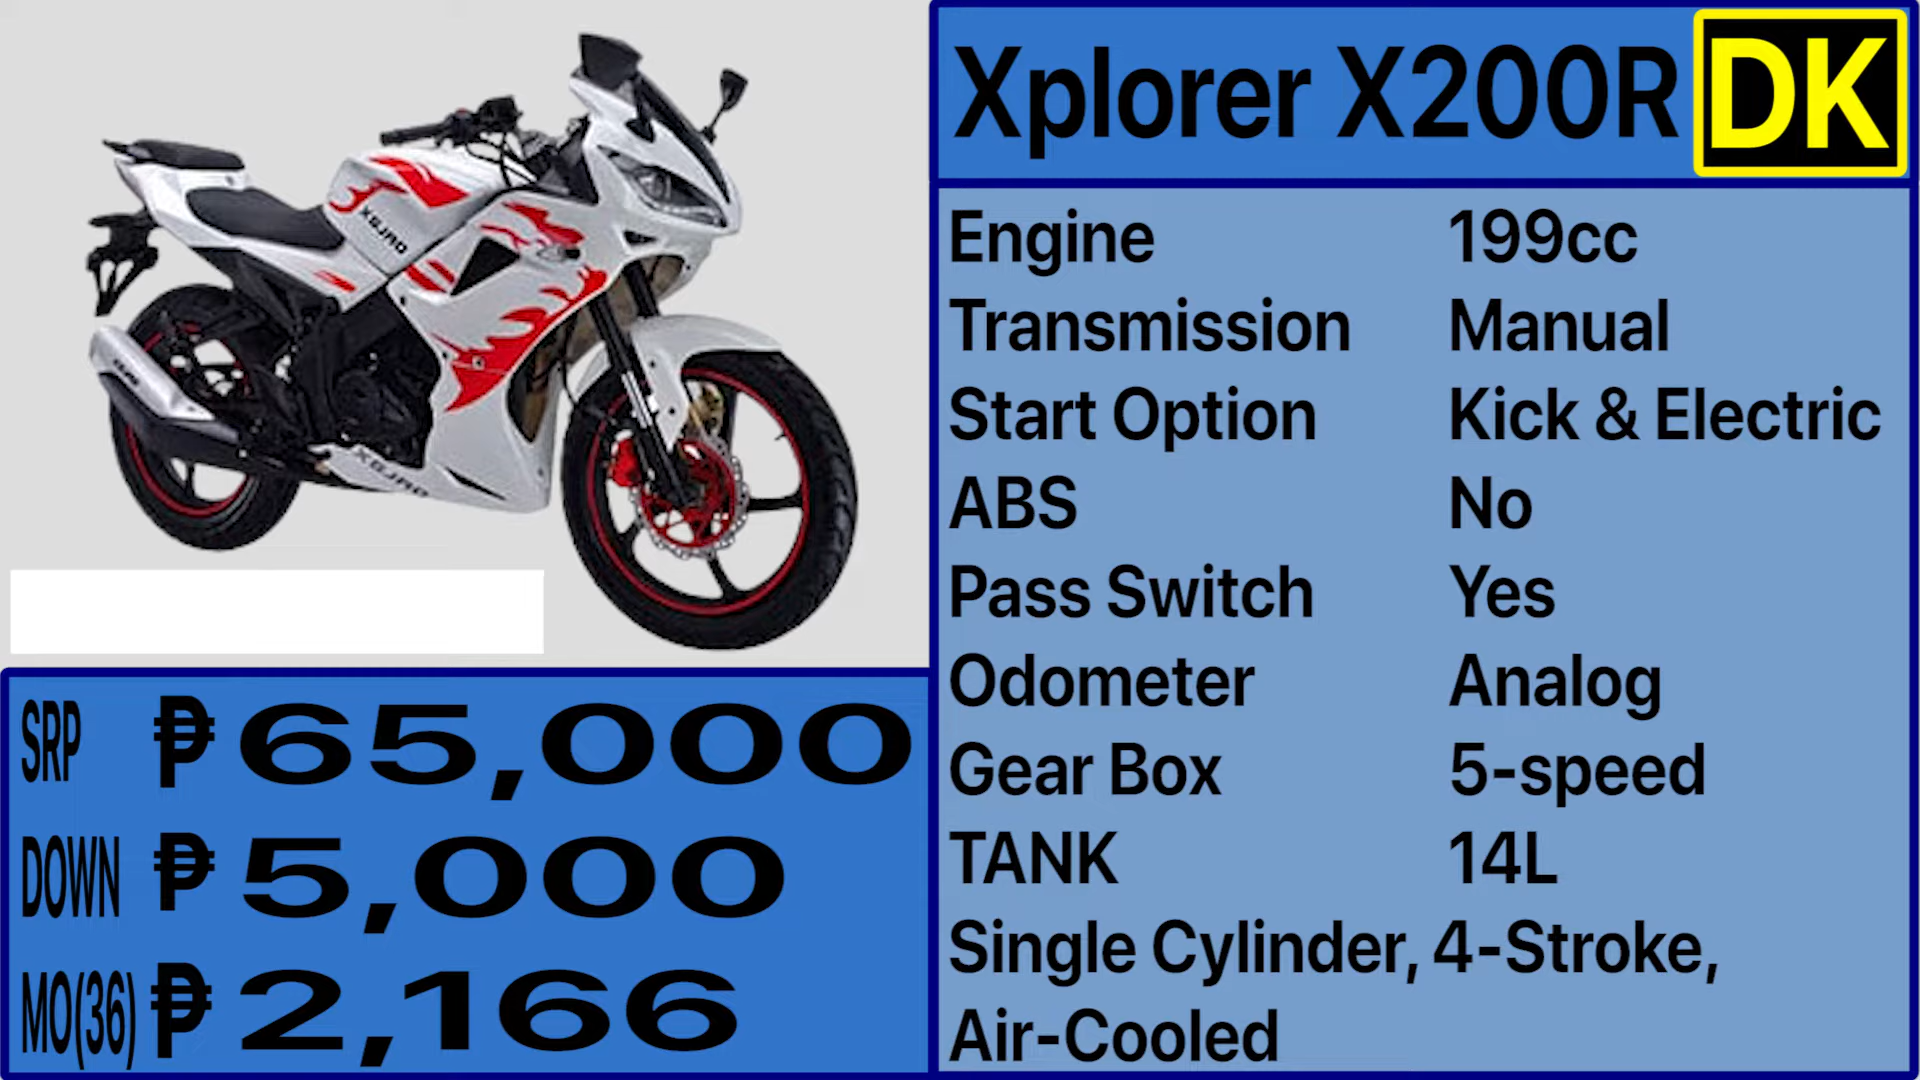 Xplorer X200R DK
Engine 199cc
Transmission Manual
Start Option Kick & Electric
ABS No
Pass Switch Yes
Odometer Analog
Gear Box 5-speed
TANK 14L
Single Cylinder, 4-Stroke,
Air-Cooled
XGJAO
XGJAO
SRP ₱ 65,000
DOWN ₱ 5,000
MO(36) ₱ 2,166